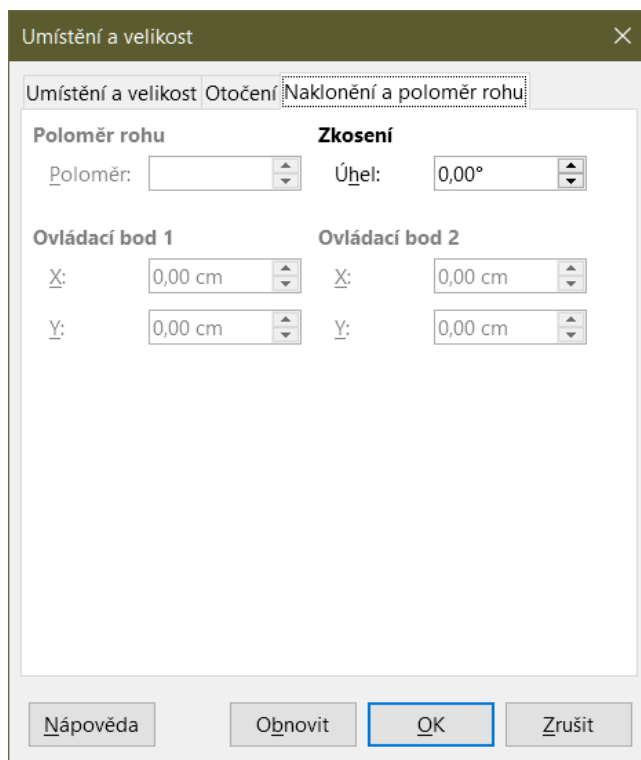 Umístění a velikost
Umístění a velikost Otočení Naklonění a poloměr rohu
Poloměr rohu Zkosení
Poloměr: Úhel: 0,00°
Ovládací bod 1 Ovládací bod 2
X: 0,00 cm X: 0,00 cm
Y: 0,00 cm Y: 0,00 cm
Nápověda Obnovit OK Zrušit